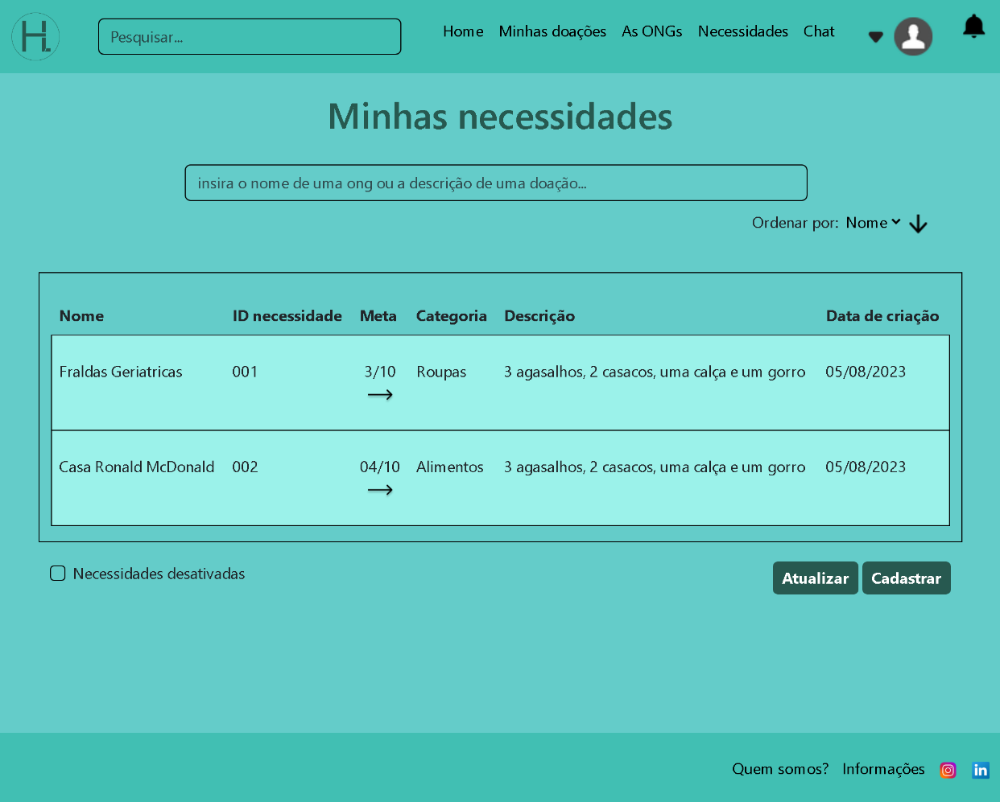 H.
Pesquisar...
Home Minhas doações As ONGs Necessidades Chat
Minhas necessidades
insira o nome de uma ong ou a descrição de uma doação...
Ordenar por: Nome
Nome ID necessidade Meta Categoria Descrição Data de criação
Fraldas Geriatricas 001 3/10 Roupas 3 agasalhos, 2 casacos, uma calça e um gorro 05/08/2023
Casa Ronald McDonald 002 04/10 Alimentos 3 agasalhos, 2 casacos, uma calça e um gorro 05/08/2023
Necessidades desativadas
Atualizar Cadastrar
Quem somos? Informações in